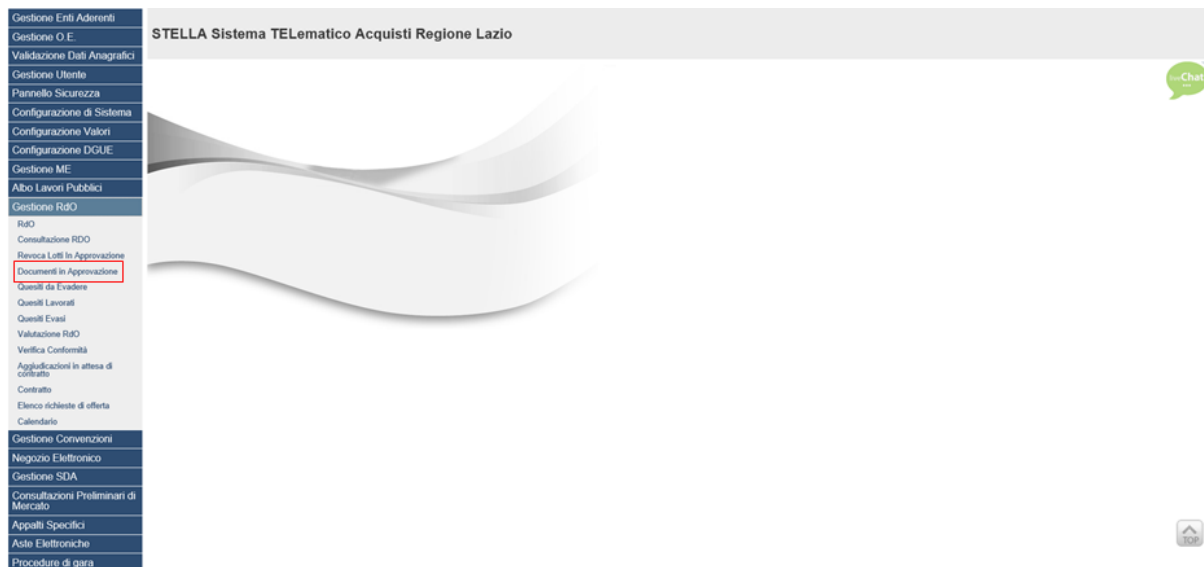 Gestione Enti Aderenti
Gestione O.E.
Validazione Dati Anagrafici
Gestione Utente
Pannello Sicurezza
Configurazione di Sistema
Configurazione Valori
Configurazione DGUE
Gestione ME
Albo Lavori Pubblici
Gestione RdO
RdO
Consultazione RDO
Revoca Lotti In Approvazione
Documenti in Approvazione
Quesiti da Evadere
Quesiti Lavorati
Quesiti Evasi
Valutazione RdO
Verifica Conformità
Aggiudicazioni in attesa di
contratto
Contratto
Elenco richieste di offerta
Calendario
Gestione Convenzioni
Negozio Elettronico
Gestione SDA
Consultazioni Preliminari di
Mercato
Appalti Specifici
Aste Elettroniche
Procedure di gara
STELLA Sistema TELematico Acquisti Regione Lazio
Chat
TOP